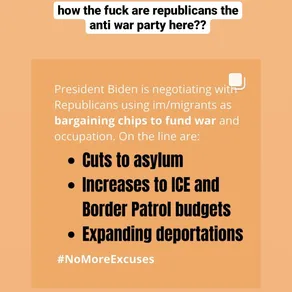 how the fuck are republicans the
anti war party here??
President Biden is negotiating with
Republicans using im/migrants as
bargaining chips to fund war and
occupation. On the line are:
• Cuts to asylum
• Increases to ICE and
Border Patrol budgets
• Expanding deportations
#NoMoreExcuses